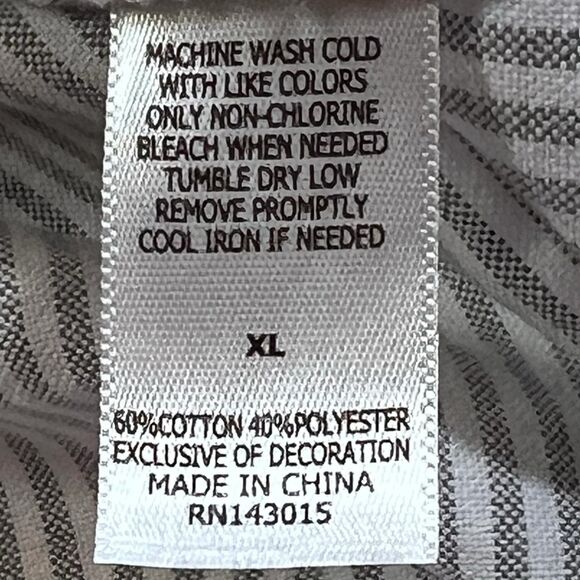 MACHINE WASH COLD
WITH LIKE COLORS
ONLY NON-CHLORINE
BLEACH WHEN NEEDED
TUMBLE DRY LOW
REMOVE PROMPTLY
COOL IRON IF NEEDED
XL
60%COTTON 40%POLYESTER
EXCLUSIVE OF DECORATION
MADE IN CHINA
RN143015